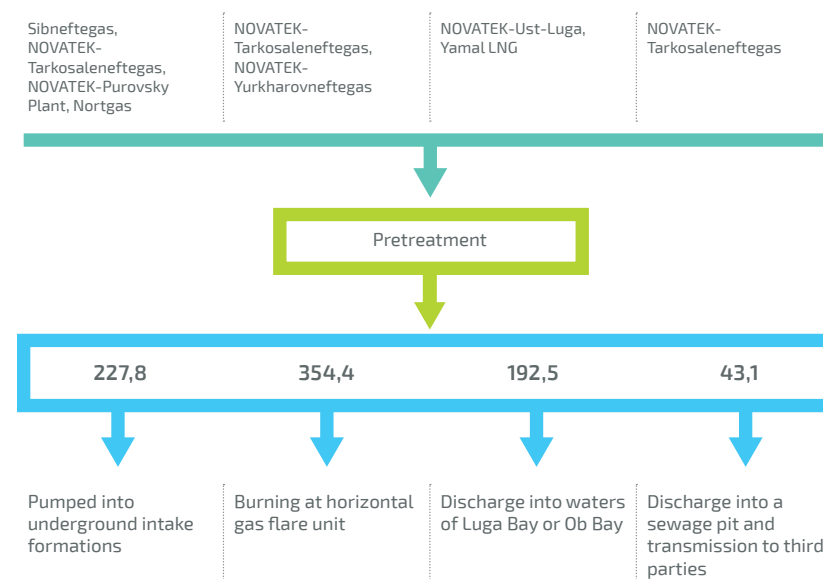 Sibneftegas,
NOVATEK-
Tarkosaleneftegas,
NOVATEK-Purovsky
Plant, Nortgas
NOVATEK-
Tarkosaleneftegas,
NOVATEK-
Yurkharovneftegas
NOVATEK-Ust-Luga,
Yamal LNG
NOVATEK-
Tarkosaleneftegas
Pretreatment
227,8
354,4
192,5
43,1
Pumped into
underground intake
formations
Burning at horizontal
gas flare unit
Discharge into waters
of Luga Bay or Ob Bay
Discharge into a
sewage pit and
transmission to third
parties